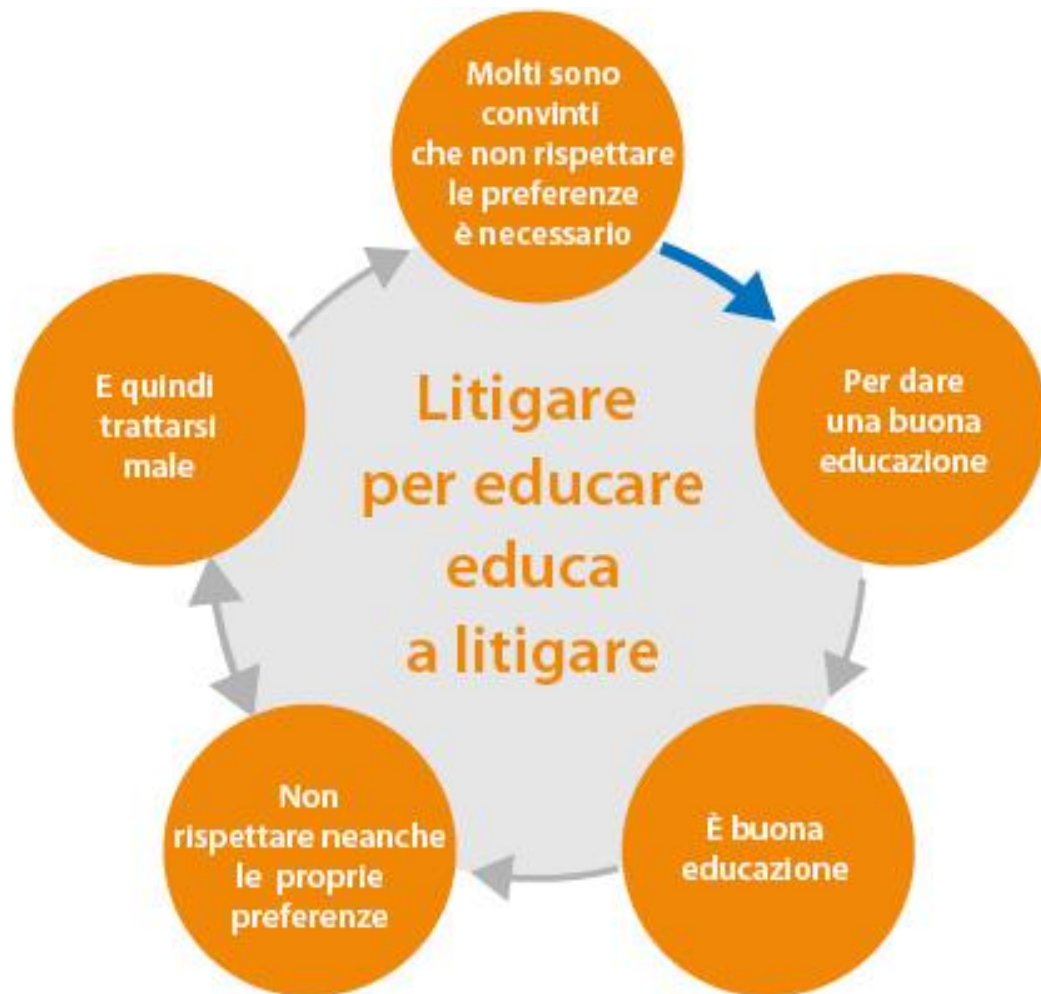 Molti sono
convinti
che non rispettare
le preferenze
è necessario
Per dare
una buona
educazione
È buona
educazione
Non
rispettare neanche
le proprie
preferenze
E quindi
trattarsi
male
Litigare
per educare
educa
a litigare